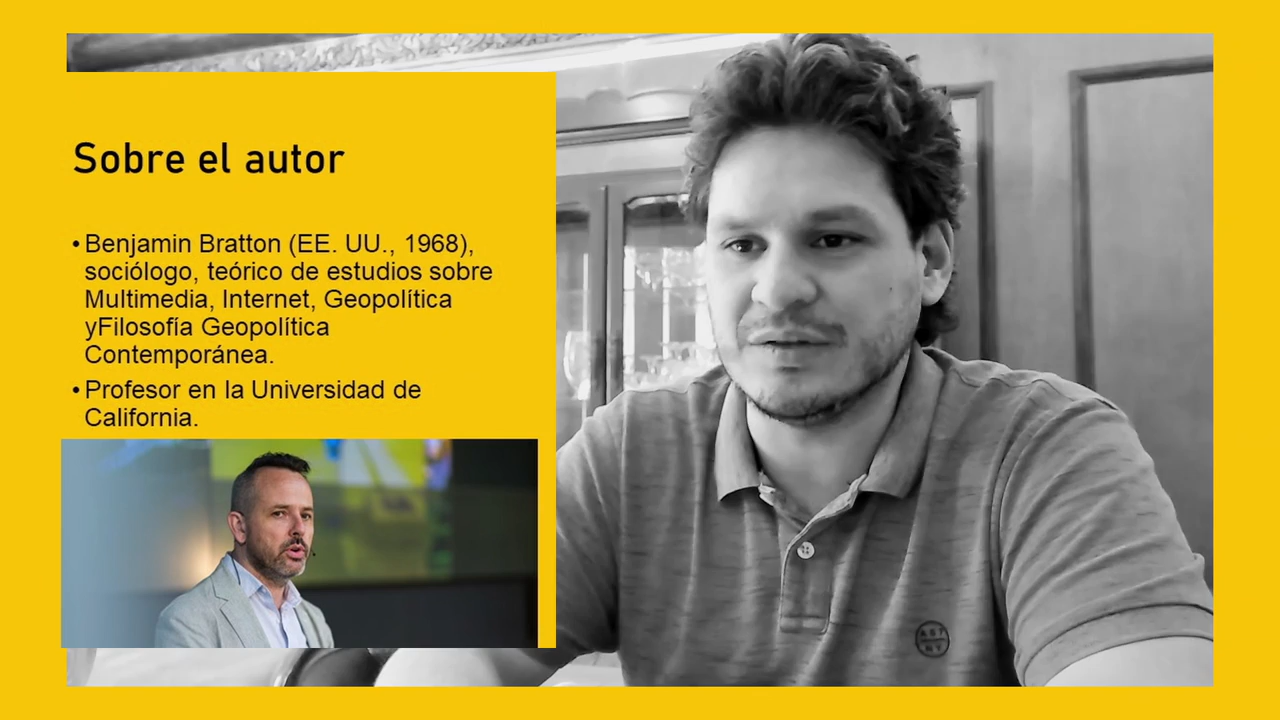 Sobre el autor
• Benjamin Bratton (EE. UU., 1968),
sociólogo, teórico de estudios sobre
Multimedia, Internet, Geopolítica
yFilosofía Geopolítica
Contemporánea.
• Profesor en la Universidad de
California.